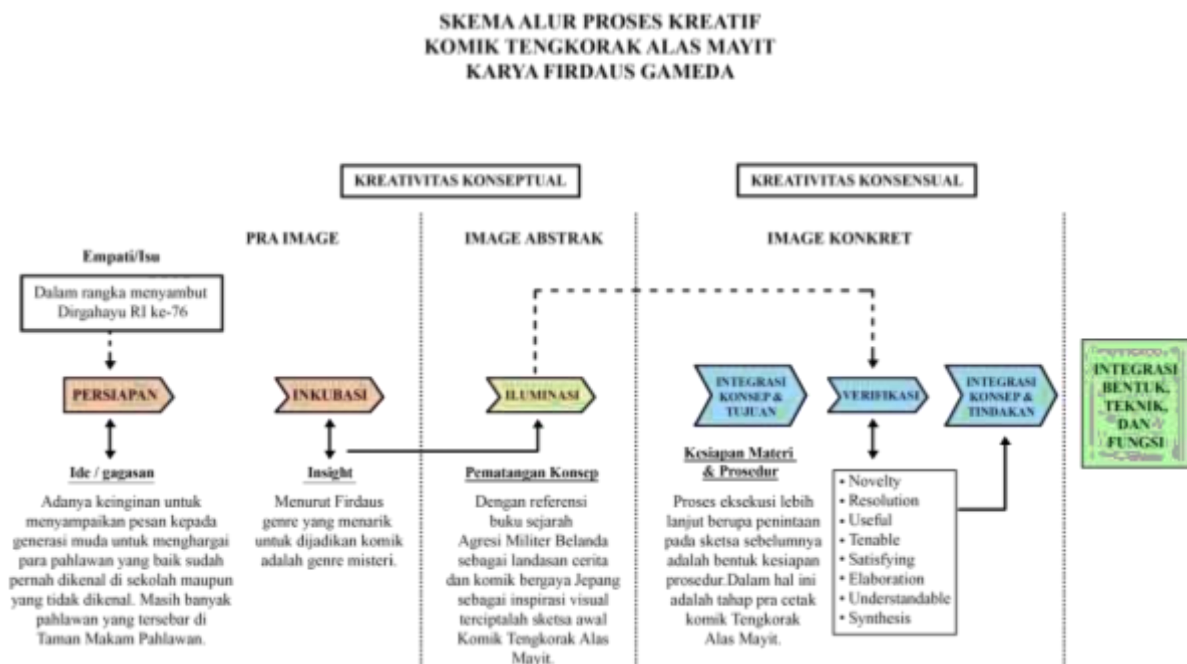 SKEMA ALUR PROSES KREATIF
KOMIK TENGKORAK ALAS MAYIT
KARYA FIRDAUS GAMEDA
KREATIVITAS KONSEPTUAL
KREATIVITAS KONSENSUAL
PRA IMAGE
IMAGE ABSTRAK
IMAGE KONKRET
Empati/Isu
Dalam rangka menyambut
Dirgahayu RI ke-76
PERSIAPAN
INKUBASI
ILUMINASI
INTEGRASI
KONSEP &
TUJUAN
VERIFIKASI
INTEGRASI
KONSEP &
TINDAKAN
INTEGRASI
BENTUK,
TEKNIK,
DAN
FUNGSI
Ide / gagasan
Adanya keinginan untuk
menyampaikan pesan kepada
generasi muda untuk menghargai
para pahlawan yang baik sudah
pernah dikenal di sekolah maupun
yang tidak dikenal. Masih banyak
pahlawan yang tersebar di
Taman Makam Pahlawan.
Insight
Menurut Firdaus
genre yang menarik
untuk dijadikan komik
adalah genre misteri.
Pematangan Konsep
Dengan referensi
buku sejarah
Agresi Militer Belanda
sebagai landasan cerita
dan komik bergaya Jepang
sebagai inspirasi visual
terciptalah sketsa awal
Komik Tengkorak Alas
Mayit.
Kesiapan Materi
& Prosedur
Proses eksekusi lebih
lanjut berupa penintaan
pada sketsa sebelumnya
adalah bentuk kesiapan
prosedur.Dalam hal ini
adalah tahap pra cetak
komik Tengkorak
Alas Mayit.
• Novelty
• Resolution
• Useful
• Tenable
• Satisfying
• Elaboration
• Understandable
• Synthesis